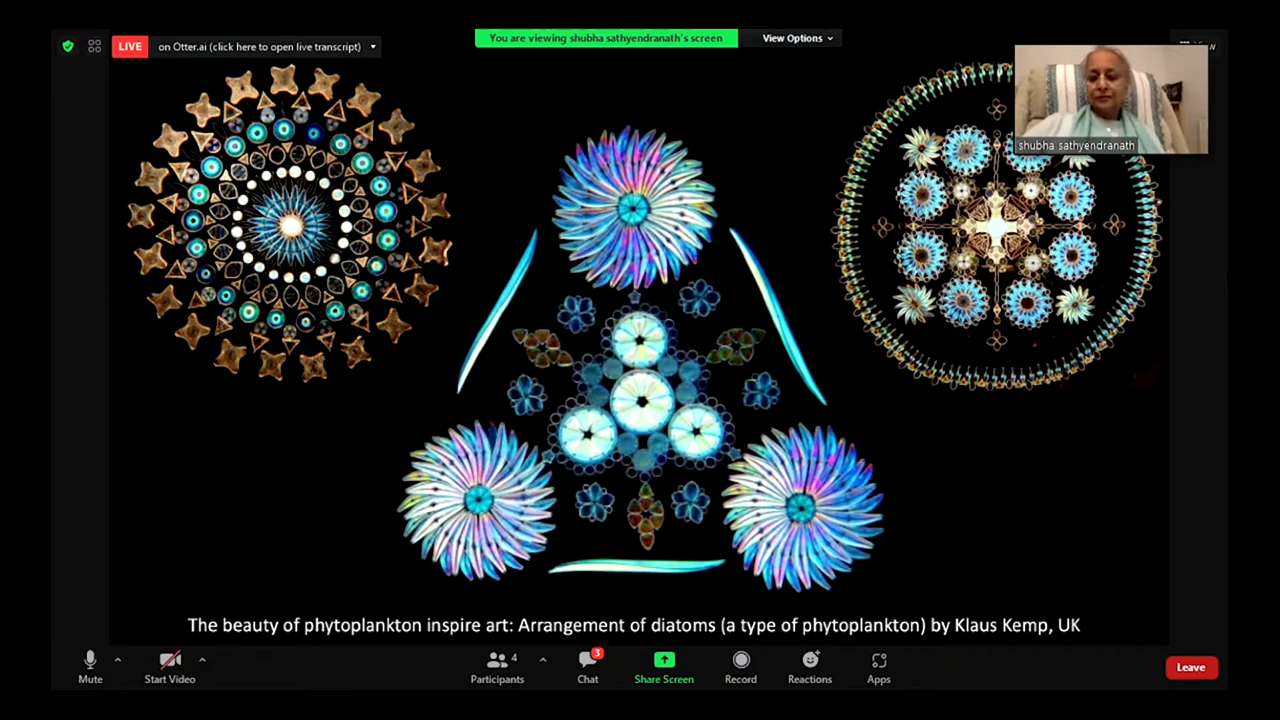 LIVE
on Otter.ai (click here to open live transcript)
You are viewing shubha sathyendranath's screen
View Options
shubha sathyendranath
The beauty of phytoplankton inspire art: Arrangement of diatoms (a type of phytoplankton) by Klaus Kemp, UK
Mute
Start Video
4
Participants
3
Chat
Share Screen
Record
Reactions
Apps
Leave